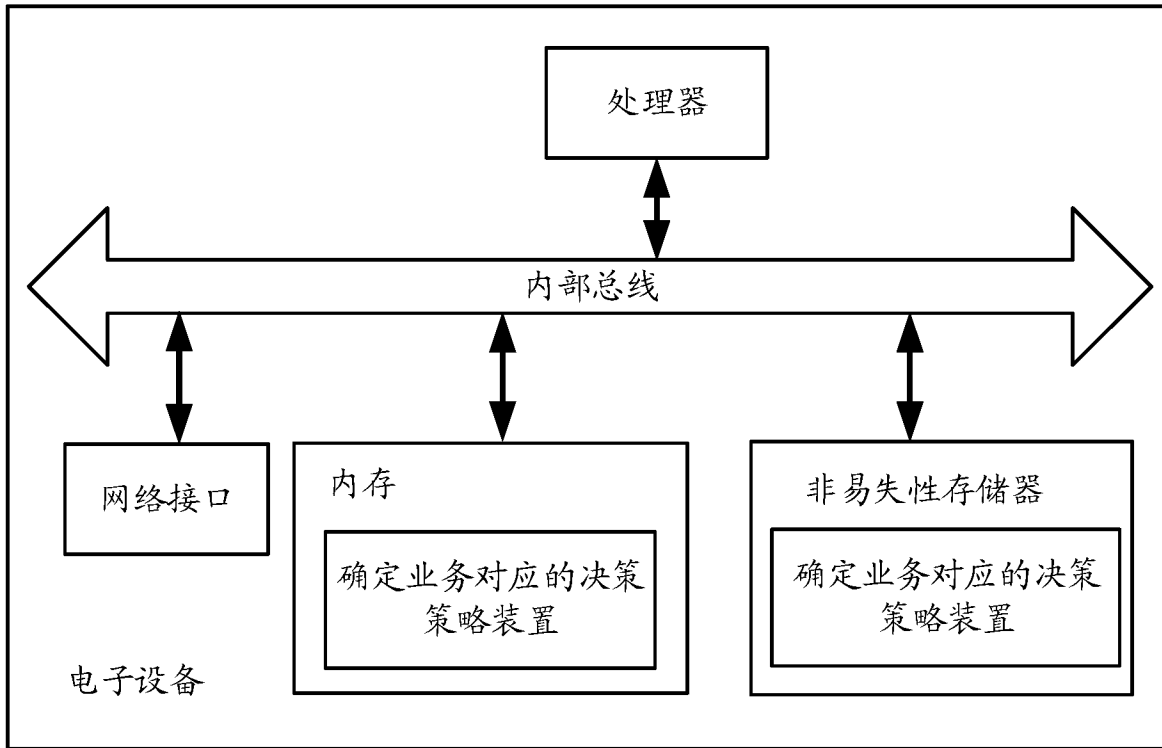 处理器
内部总线
网络接口
内存
确定业务对应的决策
策略装置
非易失性存储器
确定业务对应的决策
策略装置
电子设备